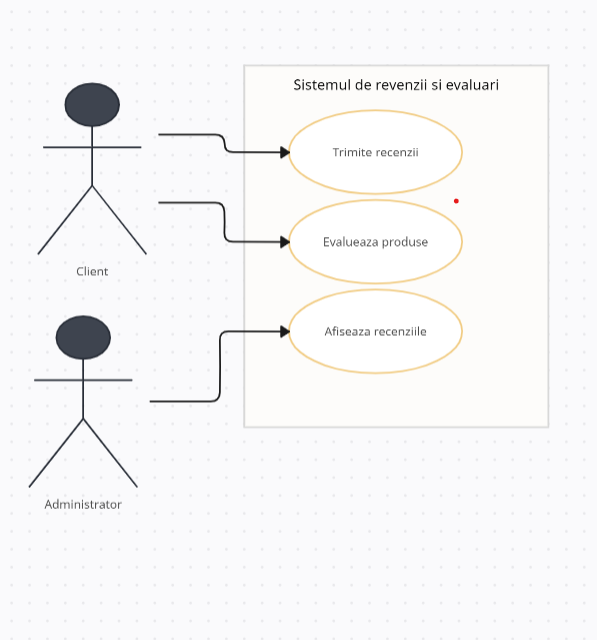 Sistemul de revenzii si evaluari
Trimite recenzii
Evalueaza produse
Client
Afiseaza recenziile
Administrator